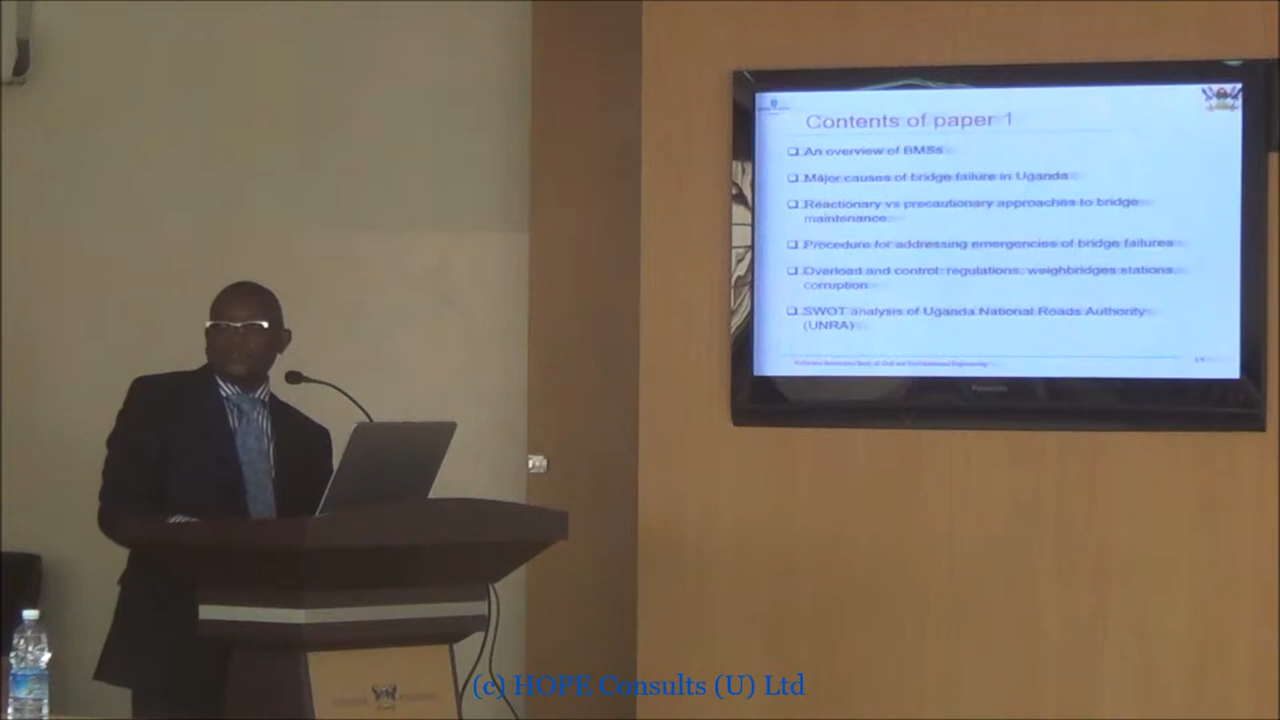 Contents of paper 1
❑ An overview of BMSs
❑ Major causes of bridge failure in Uganda
❑ Reactionary vs precautionary approaches to bridge
maintenance
❑ Procedure for addressing emergencies of bridge failures
❑ Overload and control: regulations, weighbridges stations,
corruption
❑ SWOT analysis of Uganda National Roads Authority
(UNRA)
Panasonic
(c) HOPE Consults (U) Ltd